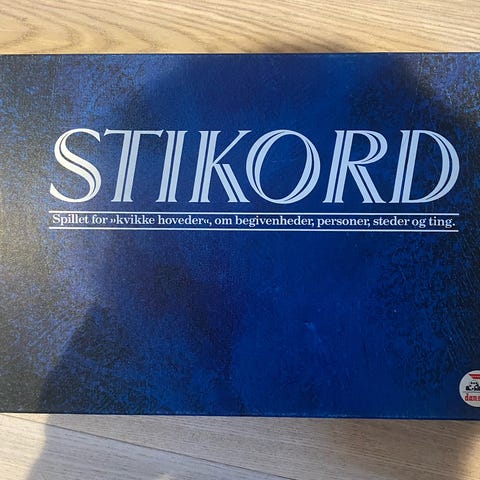 STIKORD
Spillet for »kvikke hoveder«, om begivenheder, personer, steder og ting.